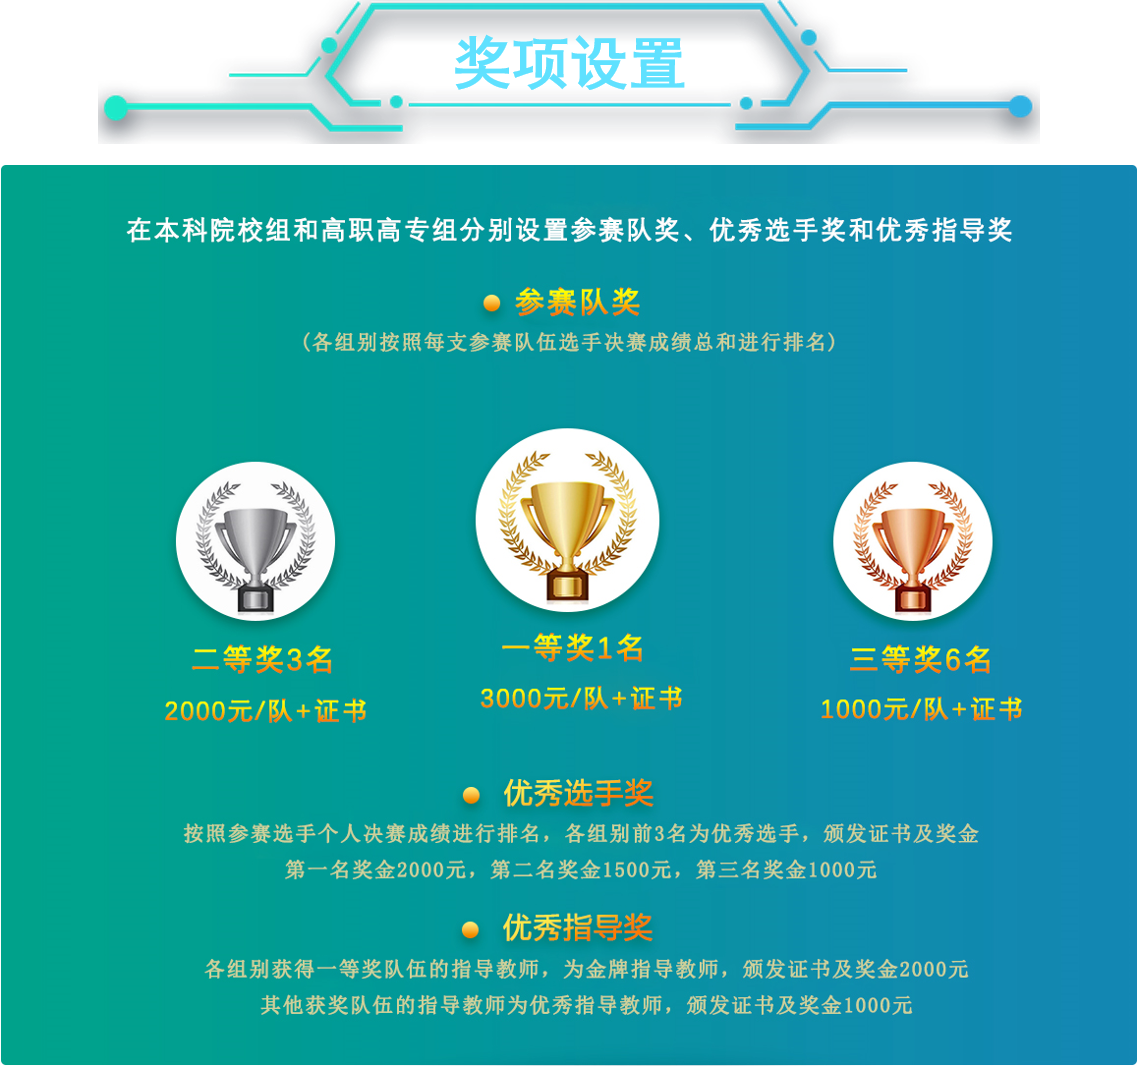 奖项设置
在本科院校组和高职高专组分别设置参赛队奖、优秀选手奖和优秀指导奖
参赛队奖
(各组别按照每支参赛队伍选手决赛成绩总和进行排名)
二等奖3名
2000元/队+证书
一等奖1名
3000元/队+证书
三等奖6名
1000元/队+证书
优秀选手奖
按照参赛选手个人决赛成绩进行排名，各组别前3名为优秀选手，颁发证书及奖金
第一名奖金2000元，第二名奖金1500元，第三名奖金1000元
优秀指导奖
各组别获得一等奖队伍的指导教师，为金牌指导教师，颁发证书及奖金2000元
其他获奖队伍的指导教师为优秀指导教师，颁发证书及奖金1000元